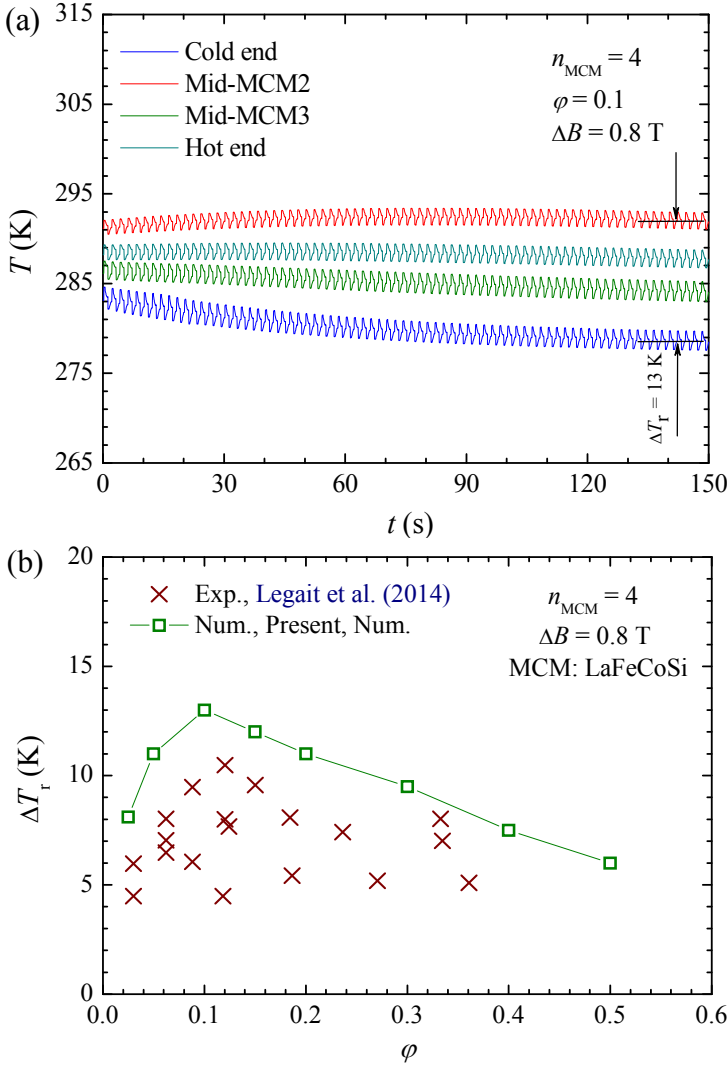 (a)
315
305
295
285
275
265
T (K)
Cold end
Mid-MCM2
Mid-MCM3
Hot end
n_MCM = 4
φ = 0.1
ΔB = 0.8 T
ΔT_r = 13 K
0 30 60 90 120 150
t (s)
(b)
20
15
10
5
0
ΔT_r (K)
Exp., Legait et al. (2014)
Num., Present, Num.
n_MCM = 4
ΔB = 0.8 T
MCM: LaFeCoSi
0.0 0.1 0.2 0.3 0.4 0.5 0.6
φ